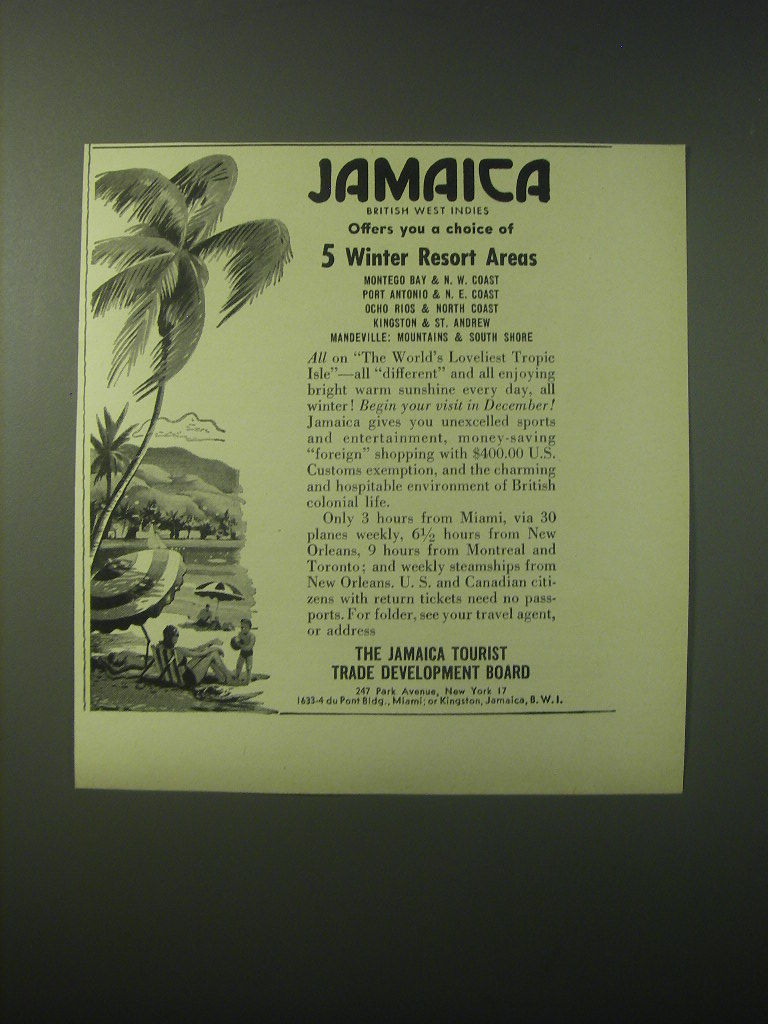 JAMAICA
BRITISH WEST INDIES
Offers you a choice of
5 Winter Resort Areas
MONTEGO BAY & N. W. COAST
PORT ANTONIO & N. E. COAST
OCHO RIOS & NORTH COAST
KINGSTON & ST. ANDREW
MANDEVILLE: MOUNTAINS & SOUTH SHORE
All on "The World's Loveliest Tropic
Isle"—all "different" and all enjoying
bright warm sunshine every day, all
winter! Begin your visit in December!
Jamaica gives you unexcelled sports
and entertainment, money-saving
"foreign" shopping with $400.00 U.S.
Customs exemption, and the charming
and hospitable environment of British
colonial life.
Only 3 hours from Miami, via 30
planes weekly, 6½ hours from New
Orleans, 9 hours from Montreal and
Toronto; and weekly steamships from
New Orleans. U. S. and Canadian citi-
zens with return tickets need no pass-
ports. For folder, see your travel agent,
or address
THE JAMAICA TOURIST
TRADE DEVELOPMENT BOARD
247 Park Avenue, New York 17
1633-4 du Pont Bldg., Miami; or Kingston, Jamaica, B. W. I.